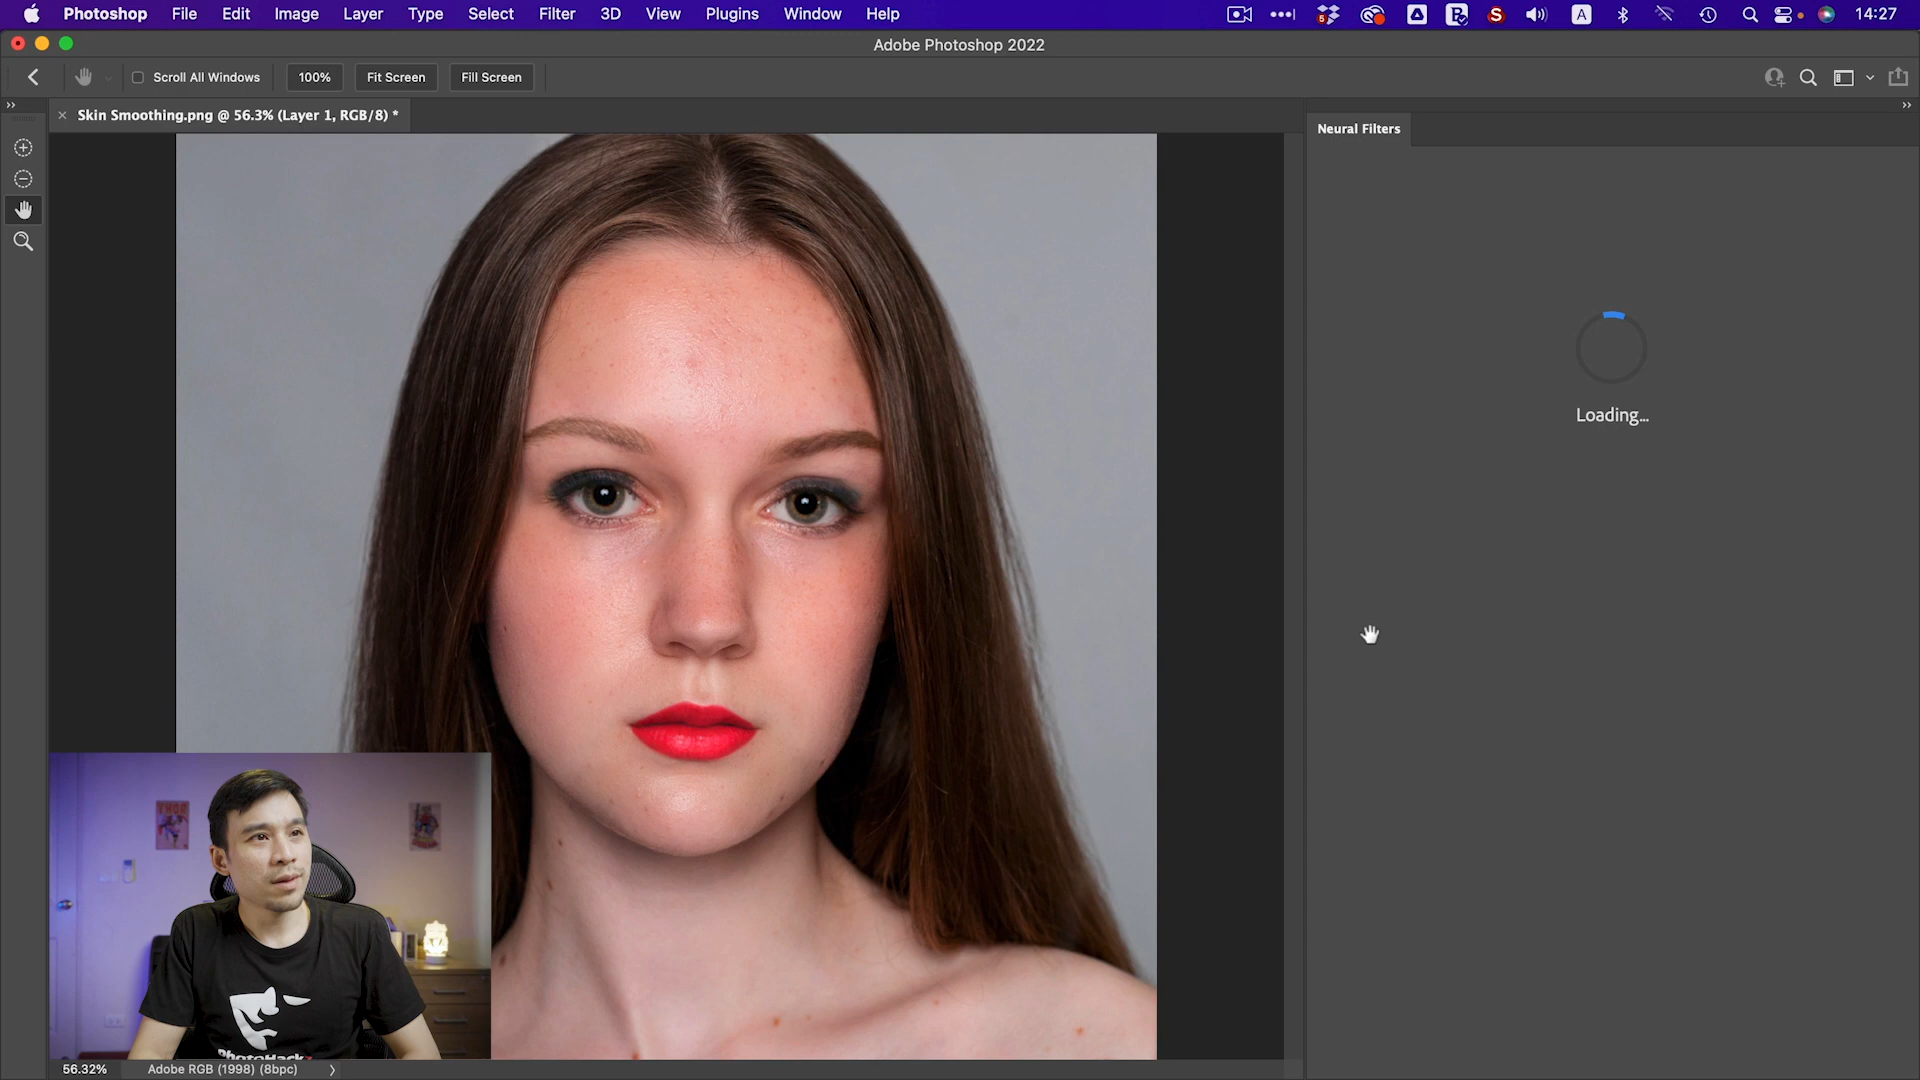 Photoshop File Edit Image Layer Type Select Filter 3D View Plugins Window Help 14:27
Adobe Photoshop 2022
Scroll All Windows 100% Fit Screen Fill Screen
Skin Smoothing.png @ 56.3% (Layer 1, RGB/8) *
Neural Filters
Loading...
THOR
PhotoHack
56.32% Adobe RGB (1998) (8bpc)